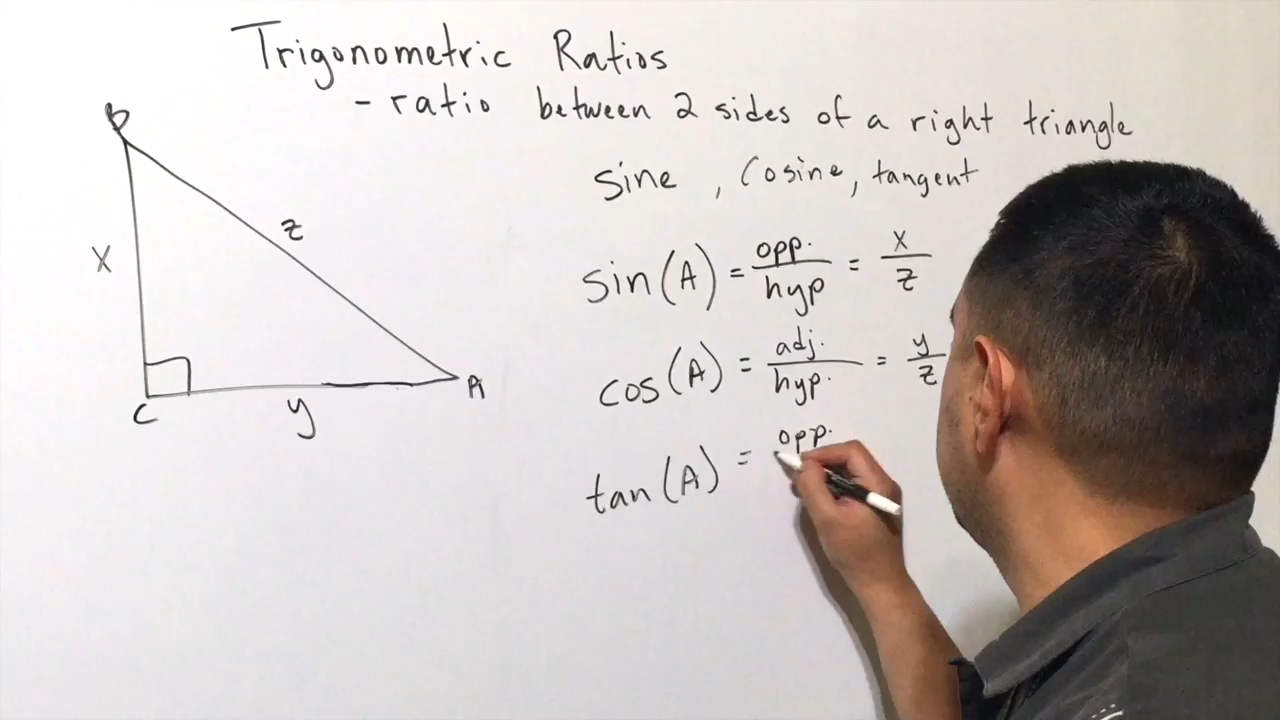 Trigonometric Ratios
- ratio between 2 sides of a right triangle
sine, Cosine, tangent
sin(A) = opp./hyp = x/z
cos(A) = adj./hyp. = y/z
tan(A) = opp.
B
x
z
C
y
A